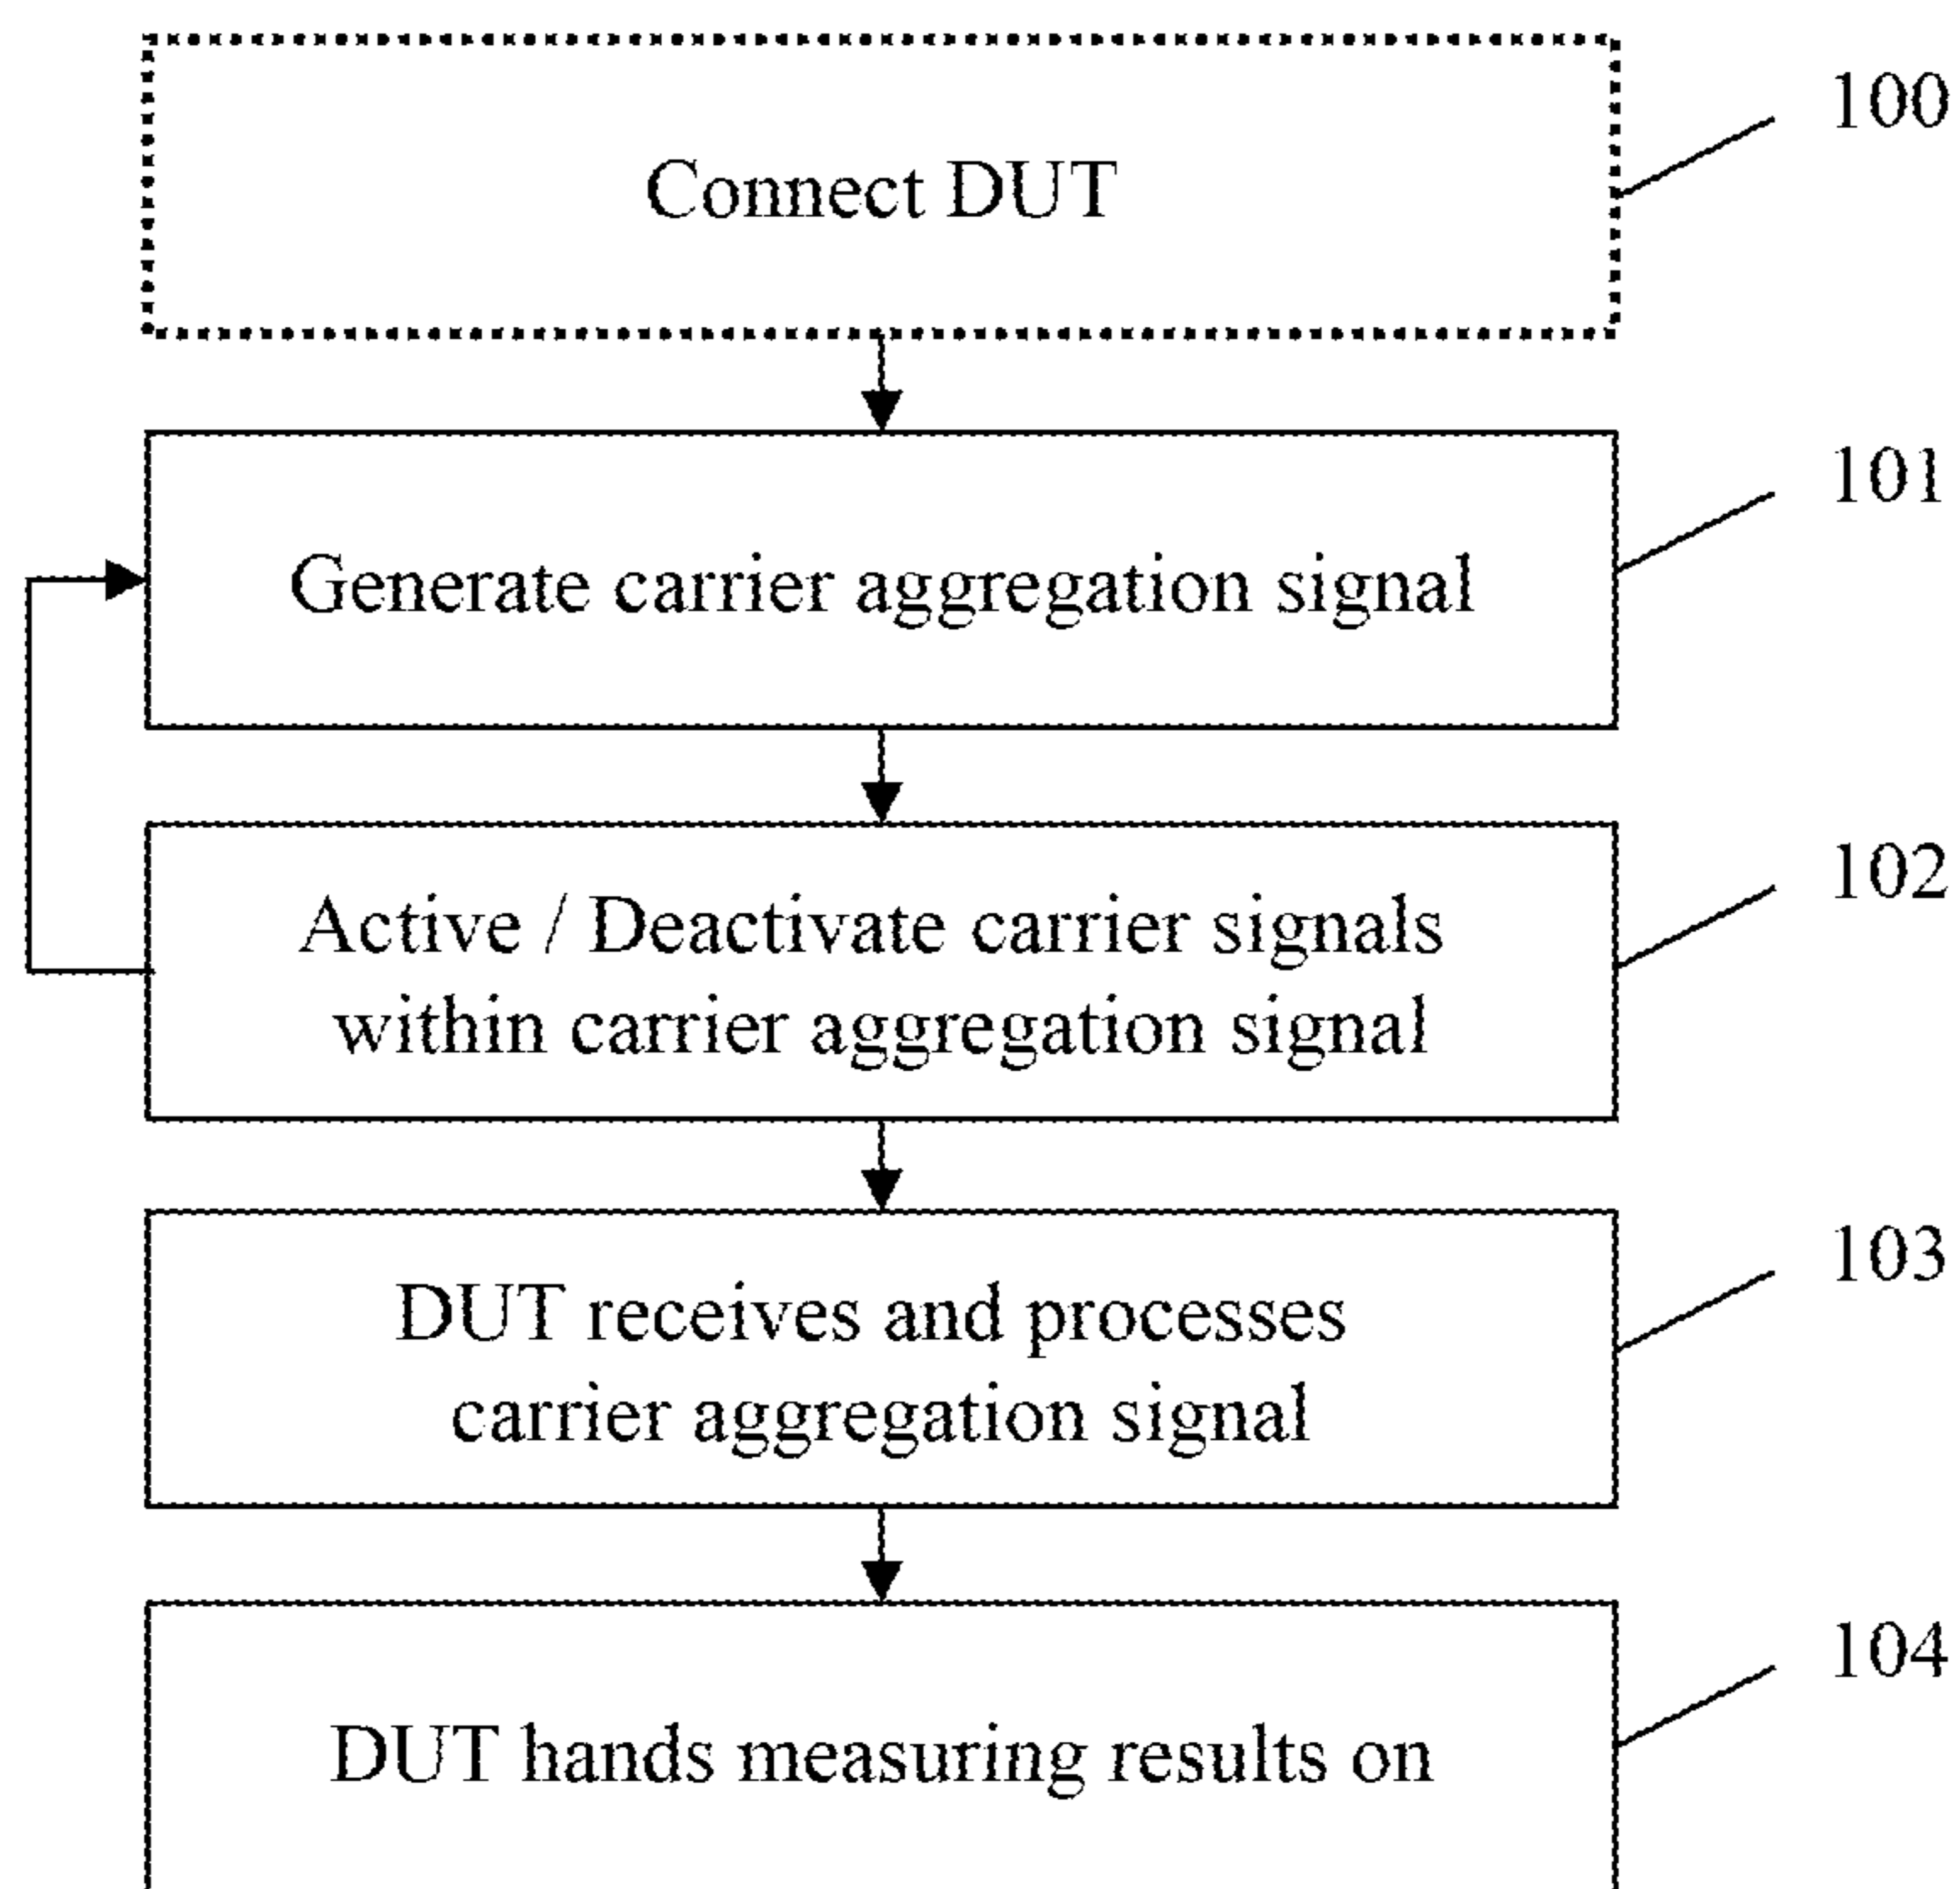 Connect DUT
100
Generate carrier aggregation signal
101
Active / Deactivate carrier signals
within carrier aggregation signal
102
DUT receives and processes
carrier aggregation signal
103
DUT hands measuring results on
104